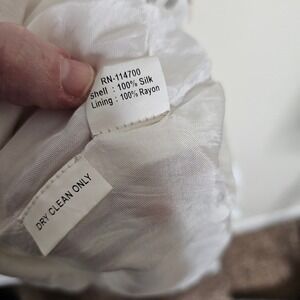 RN-114700
shell : 100% Silk
Lining : 100% Rayon
DRY CLEAN ONLY